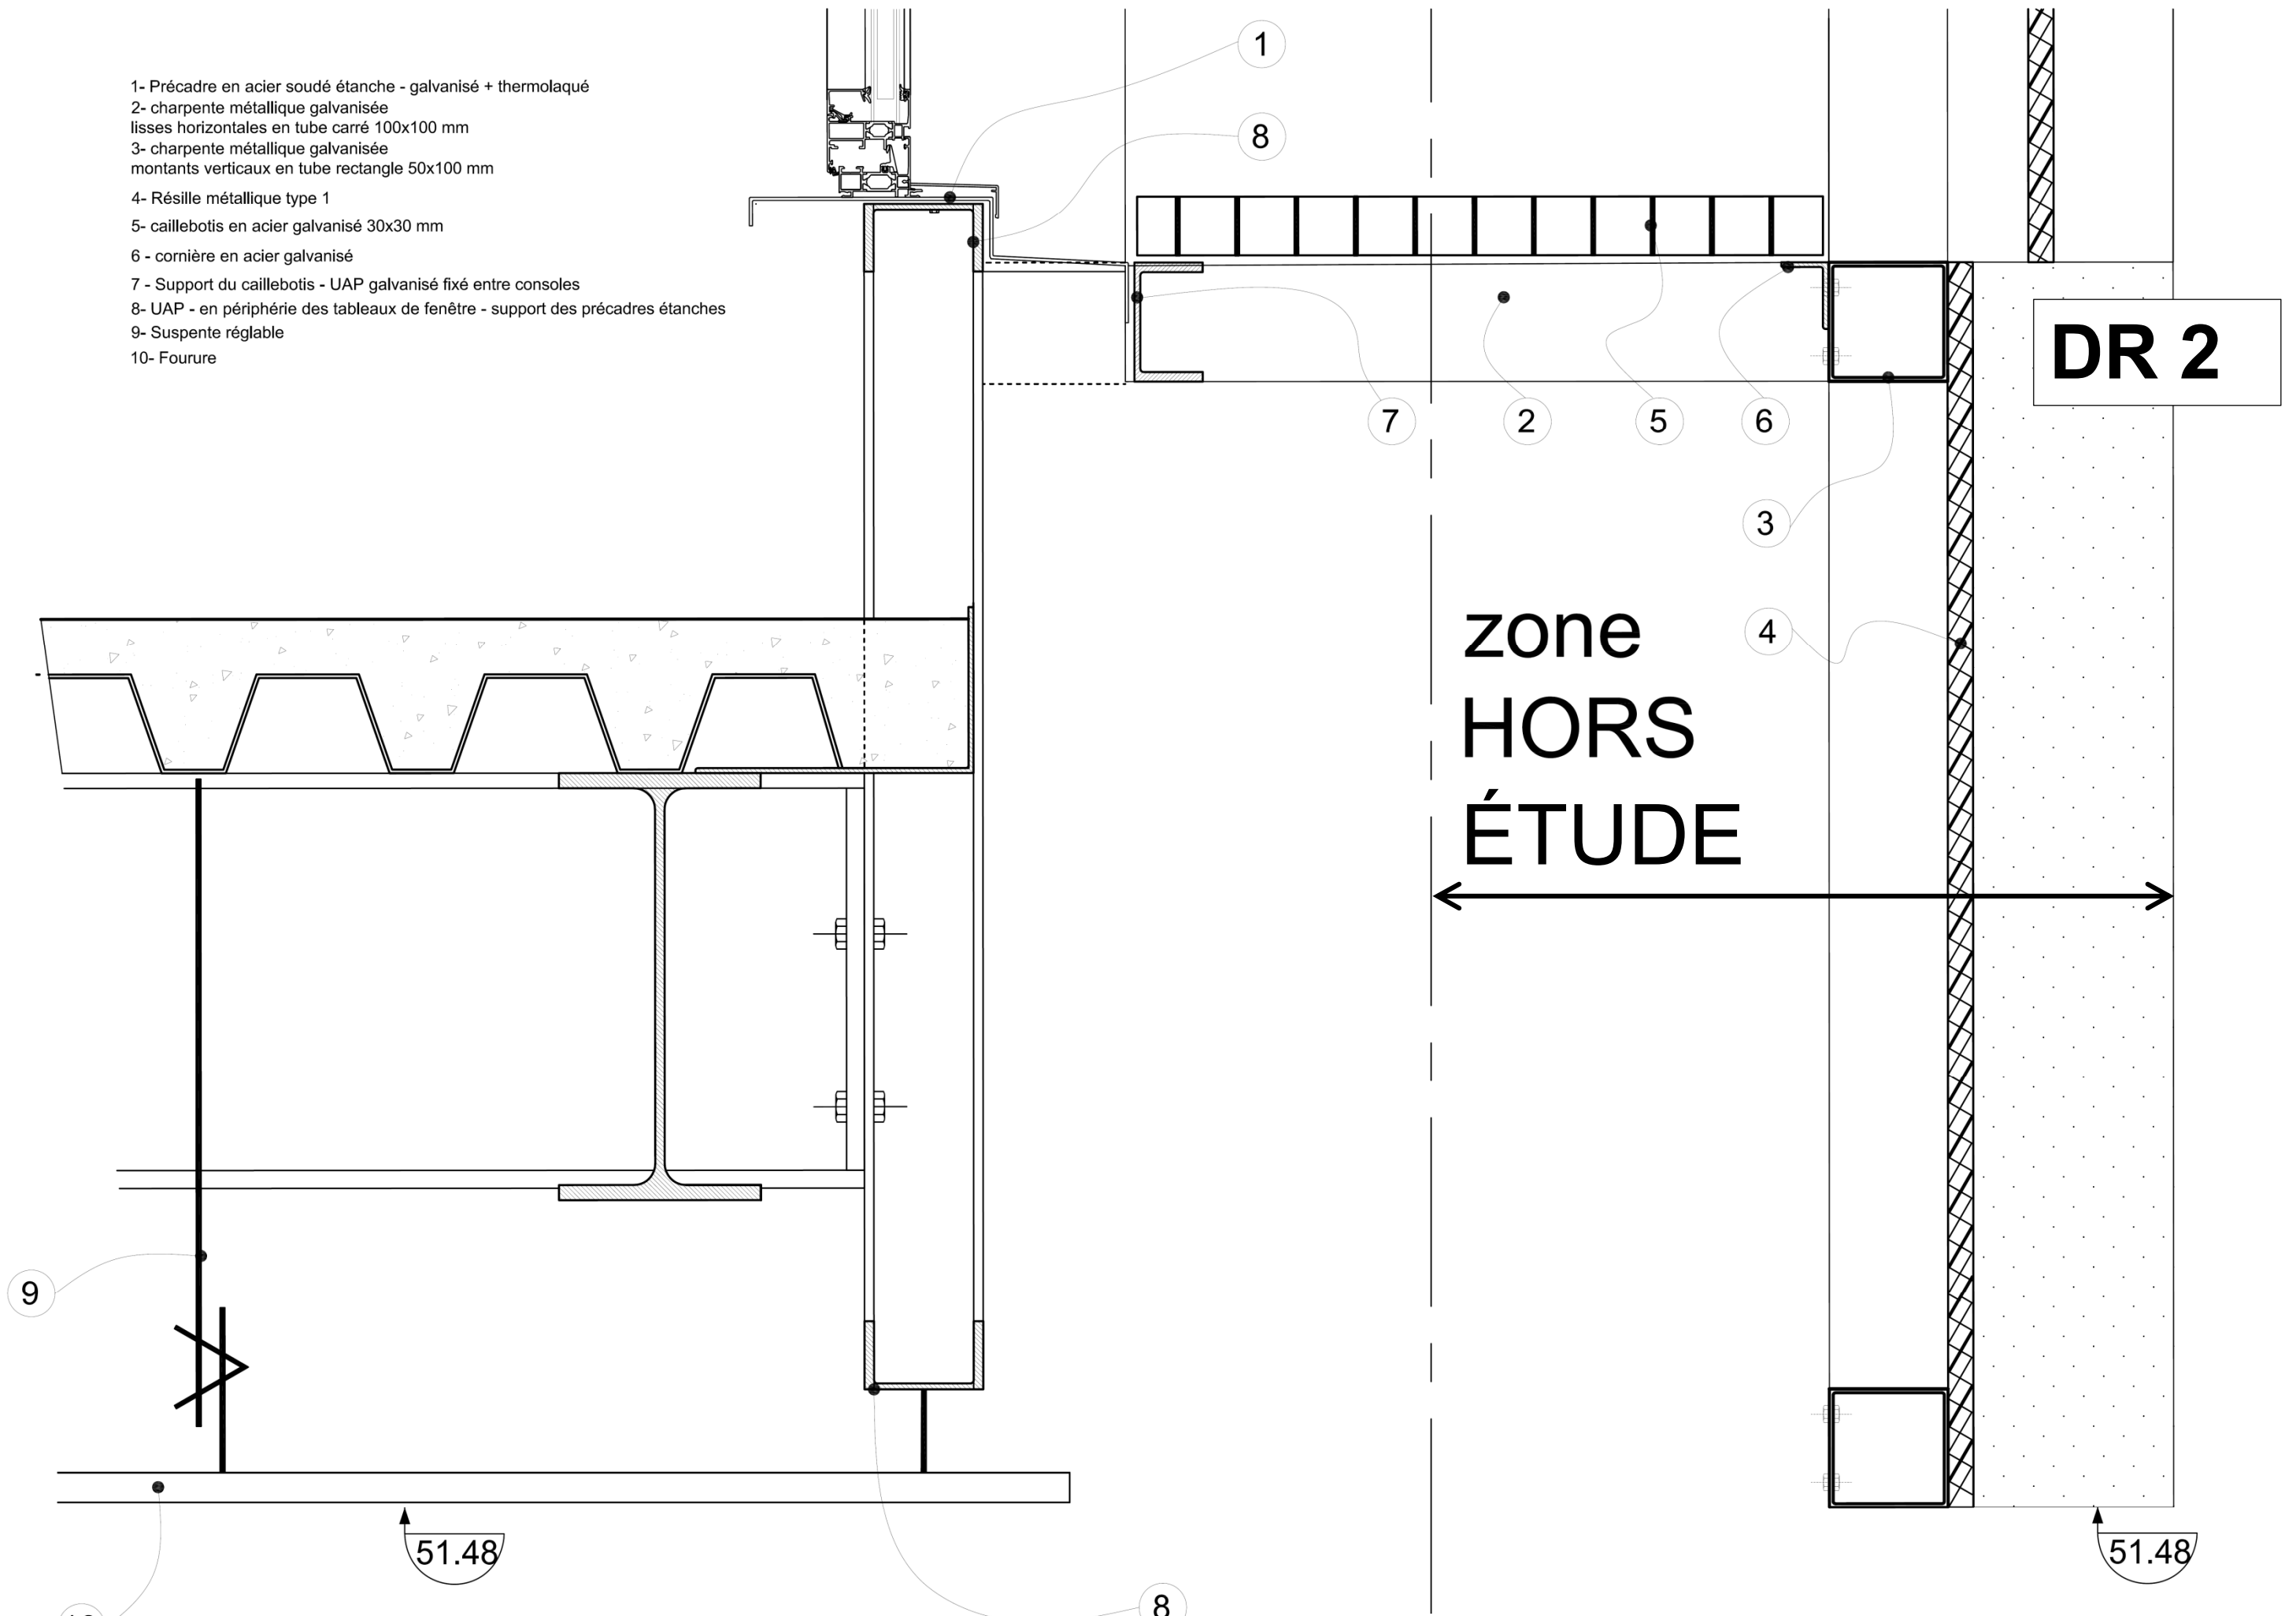 1- Précadre en acier soudé étanche - galvanisé + thermolaqué
2- charpente métallique galvanisée
lisses horizontales en tube carré 100x100 mm
3- charpente métallique galvanisée
montants verticaux en tube rectangle 50x100 mm
4- Résille métallique type 1
5- caillebotis en acier galvanisé 30x30 mm
6 - cornière en acier galvanisé
7 - Support du caillebotis - UAP galvanisé fixé entre consoles
8- UAP - en périphérie des tableaux de fenêtre - support des précadres étanches
9- Suspente réglable
10- Fourure
1
8
DR 2
7
2
5
6
3
4
zone
HORS
ÉTUDE
9
51.48
51.48
8